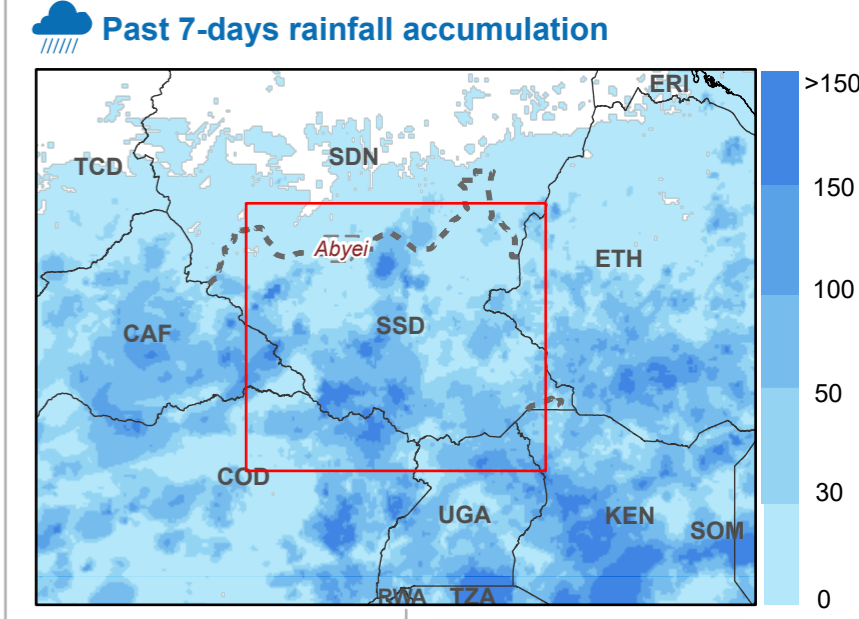 Past 7-days rainfall accumulation
ERI
>150
TCD
SDN
150
Abyei
ETH
100
CAF
SSD
50
COD
30
UGA
KEN
SOM
RWA
TZA
0